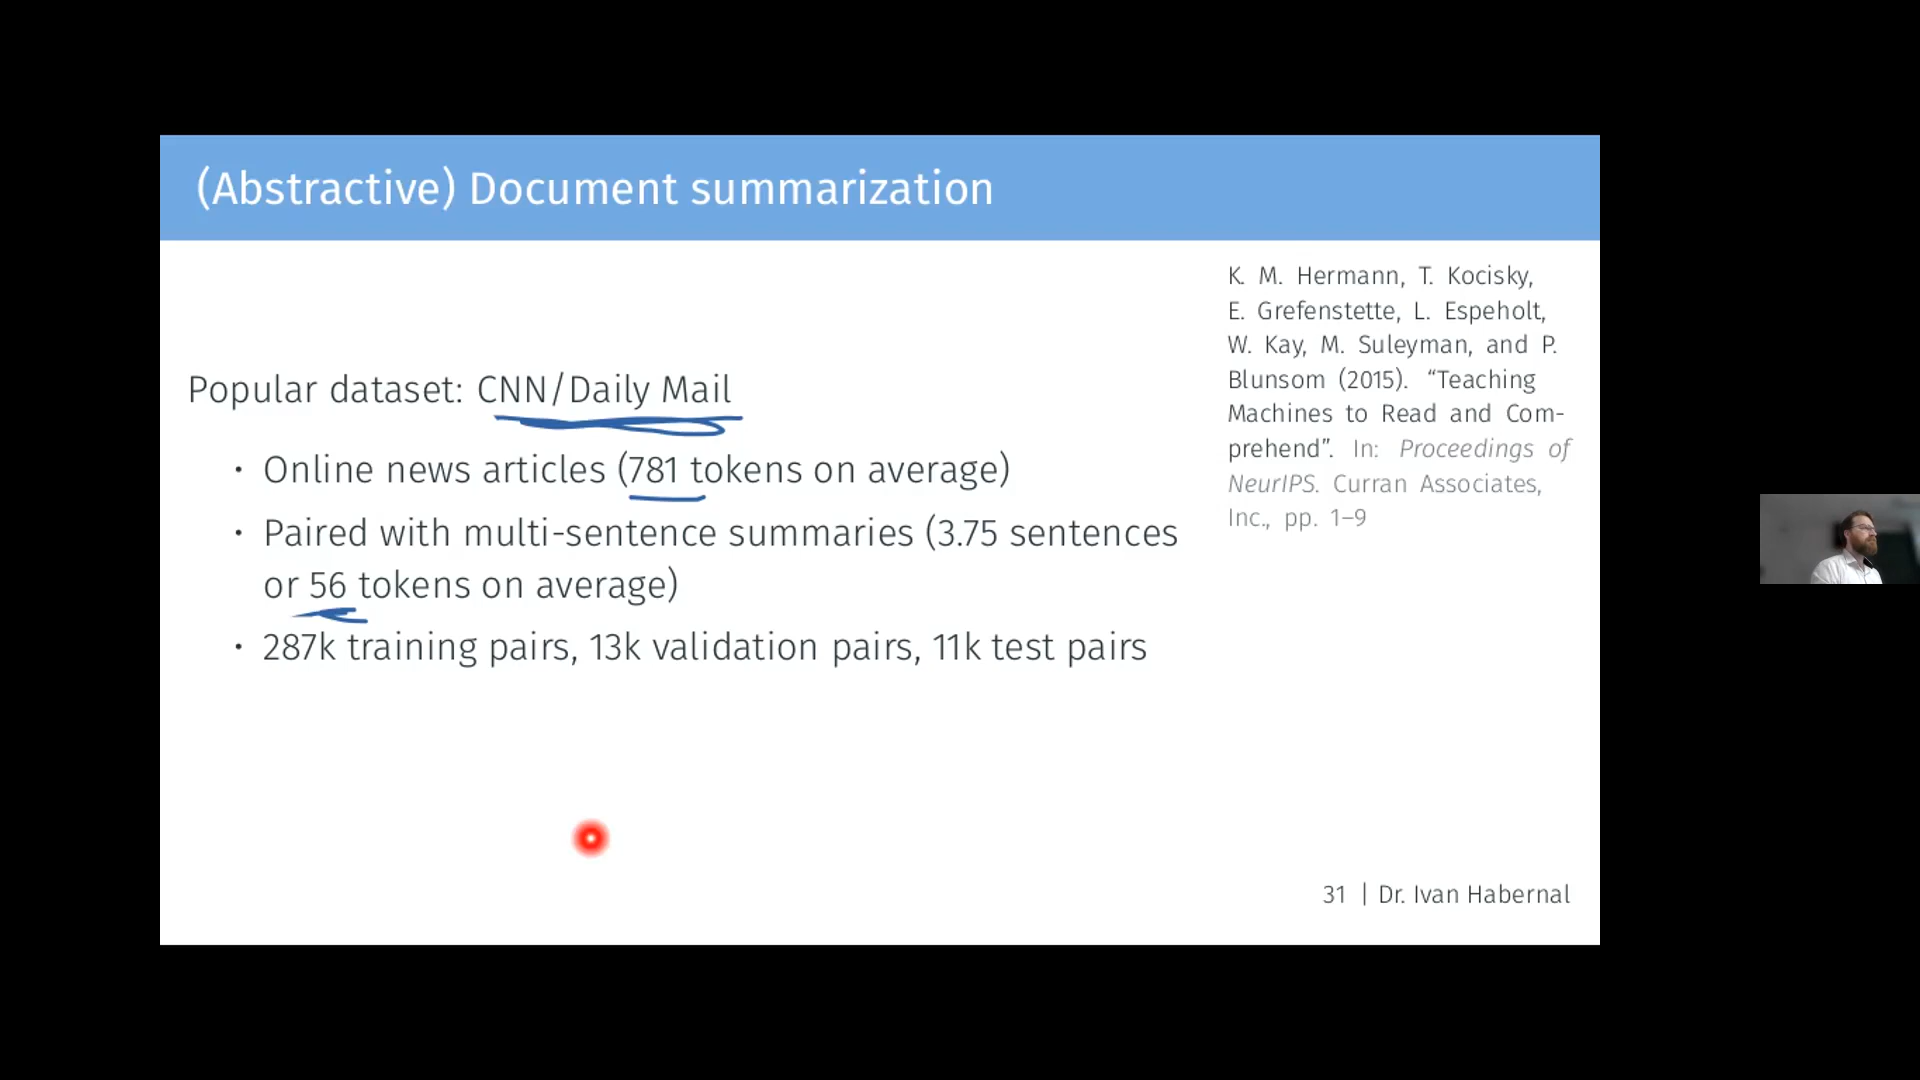 (Abstractive) Document summarization
Popular dataset: CNN/Daily Mail
• Online news articles (781 tokens on average)
• Paired with multi-sentence summaries (3.75 sentences
or 56 tokens on average)
• 287k training pairs, 13k validation pairs, 11k test pairs
K. M. Hermann, T. Kocisky,
E. Grefenstette, L. Espeholt,
W. Kay, M. Suleyman, and P.
Blunsom (2015). “Teaching
Machines to Read and Com-
prehend”. In: Proceedings of
NeurIPS. Curran Associates,
Inc., pp. 1–9
31 | Dr. Ivan Habernal